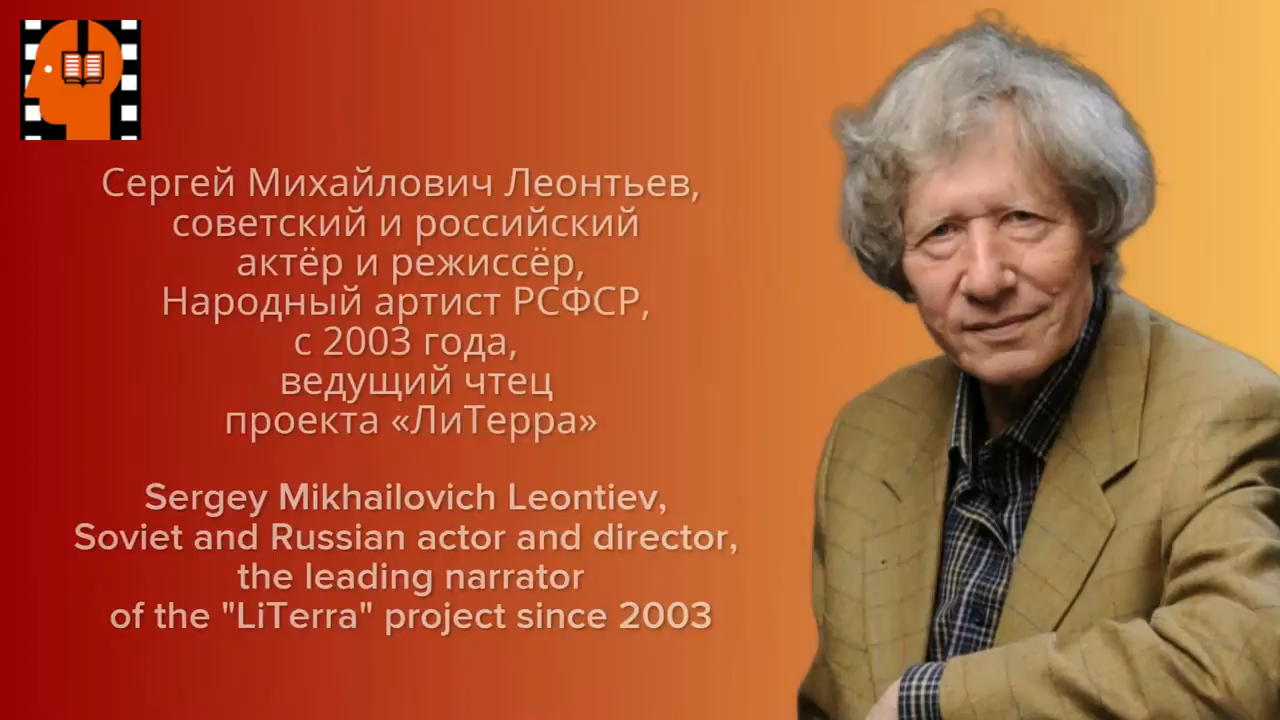 Сергей Михайлович Леонтьев,
советский и российский
актёр и режиссёр,
Народный артист РСФСР,
с 2003 года,
ведущий чтец
проекта «ЛиТерра»
Sergey Mikhailovich Leontiev,
Soviet and Russian actor and director,
the leading narrator
of the "LiTerra" project since 2003